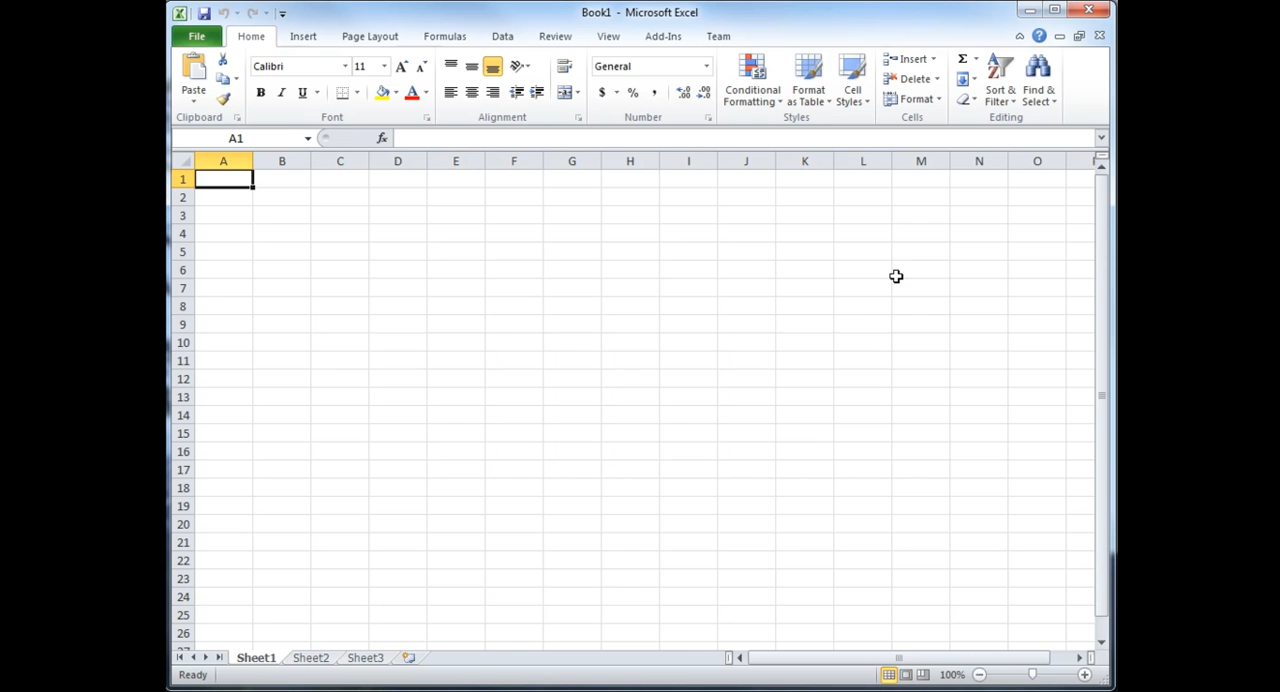 Book1 - Microsoft Excel
File Home Insert Page Layout Formulas Data Review View Add-Ins Team
Calibri 11 General
Paste
B I U A $ % ,
Conditional Formatting
Format as Table
Cell Styles
Insert
Delete
Format
Sort & Filter
Find & Select
Clipboard Font Alignment Number Styles Cells Editing
A1 fx
A B C D E F G H I J K L M N O
1
2
3
4
5
6
7
8
9
10
11
12
13
14
15
16
17
18
19
20
21
22
23
24
25
26
Sheet1 Sheet2 Sheet3
Ready 100%